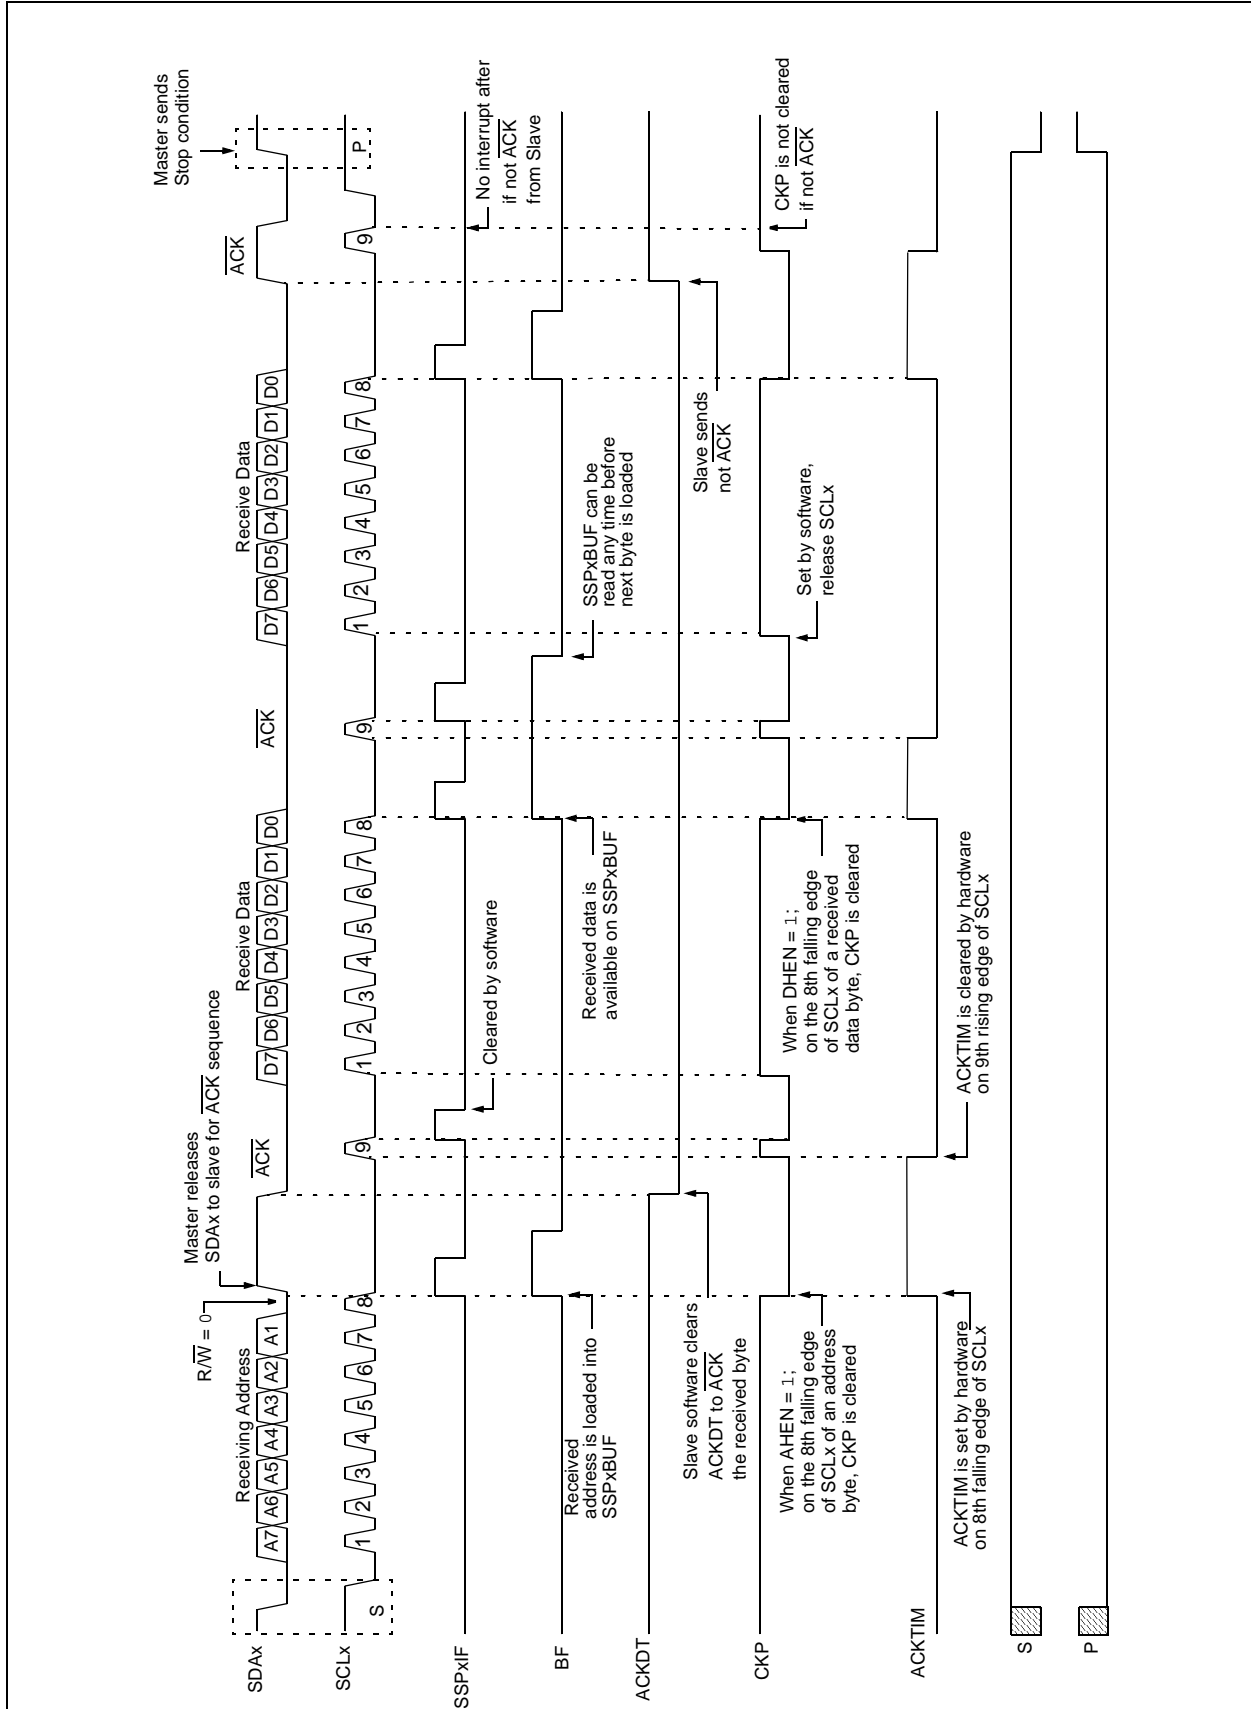 Master sends
Stop condition
Master releases
SDAx to slave for ACK sequence
R/W = 0
Receiving Address
ACK
Receive Data
ACK
Receive Data
ACK
SDAx
A7 A6 A5 A4 A3 A2 A1
D7 D6 D5 D4 D3 D2 D1 D0
D7 D6 D5 D4 D3 D2 D1 D0
SCLx
S
1 2 3 4 5 6 7 8 9
1 2 3 4 5 6 7 8 9
1 2 3 4 5 6 7 8 9
P
SSPxIF
Cleared by software
No interrupt after
if not ACK
from Slave
BF
Received
address is loaded into
SSPxBUF
Received data is
available on SSPxBUF
SSPxBUF can be
read any time before
next byte is loaded
ACKDT
Slave software clears
ACKDT to ACK
the received byte
Slave sends
not ACK
CKP
When AHEN = 1;
on the 8th falling edge
of SCLx of an address
byte, CKP is cleared
When DHEN = 1;
on the 8th falling edge
of SCLx of a received
data byte, CKP is cleared
Set by software,
release SCLx
CKP is not cleared
if not ACK
ACKTIM
ACKTIM is set by hardware
on 8th falling edge of SCLx
ACKTIM is cleared by hardware
on 9th rising edge of SCLx
S
P